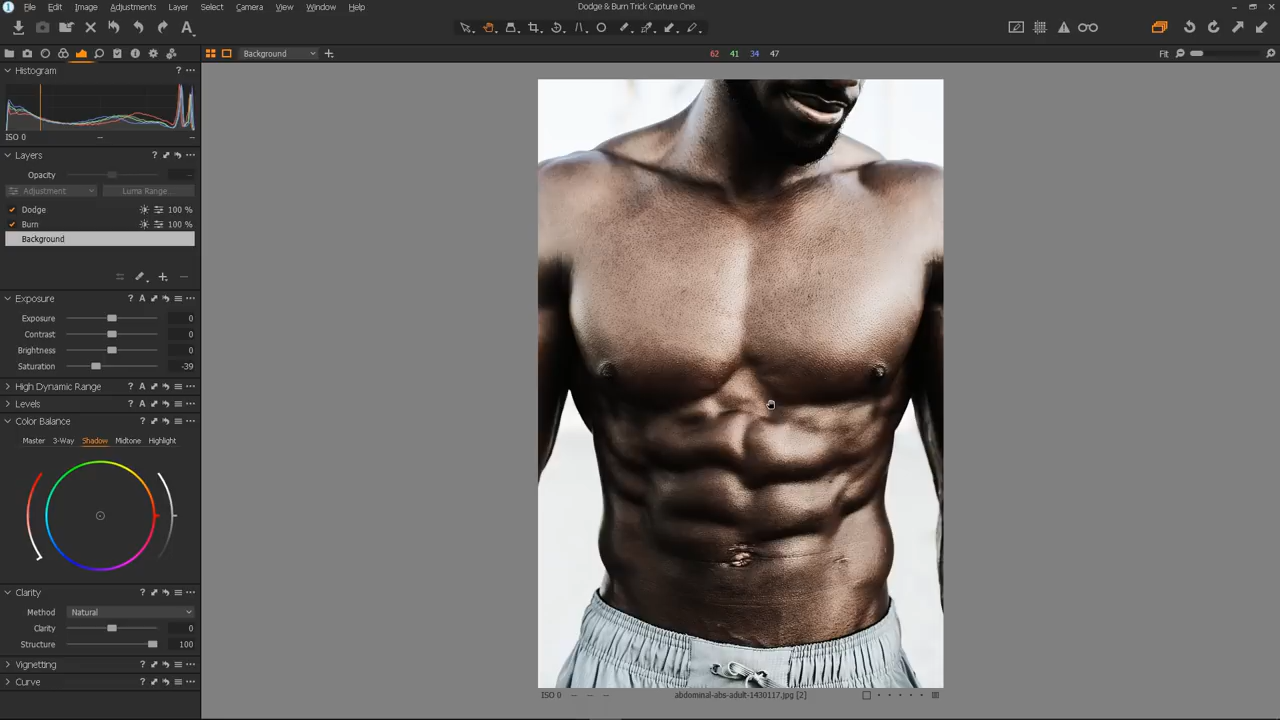 Dodge & Burn Trick Capture One
File Edit Image Adjustments Layer Select Camera View Window Help
Background
62 41 34 47
Fit
Histogram
ISO 0 -- --
Layers
Opacity --
Adjustment Luma Range...
Dodge 100 %
Burn 100 %
Background
Exposure
Exposure 0
Contrast 0
Brightness 0
Saturation -39
High Dynamic Range
Levels
Color Balance
Master 3-Way Shadow Midtone Highlight
Clarity
Method Natural
Clarity 0
Structure 100
Vignetting
Curve
ISO 0 -- -- -- abdominal-abs-adult-1430117.jpg [2]